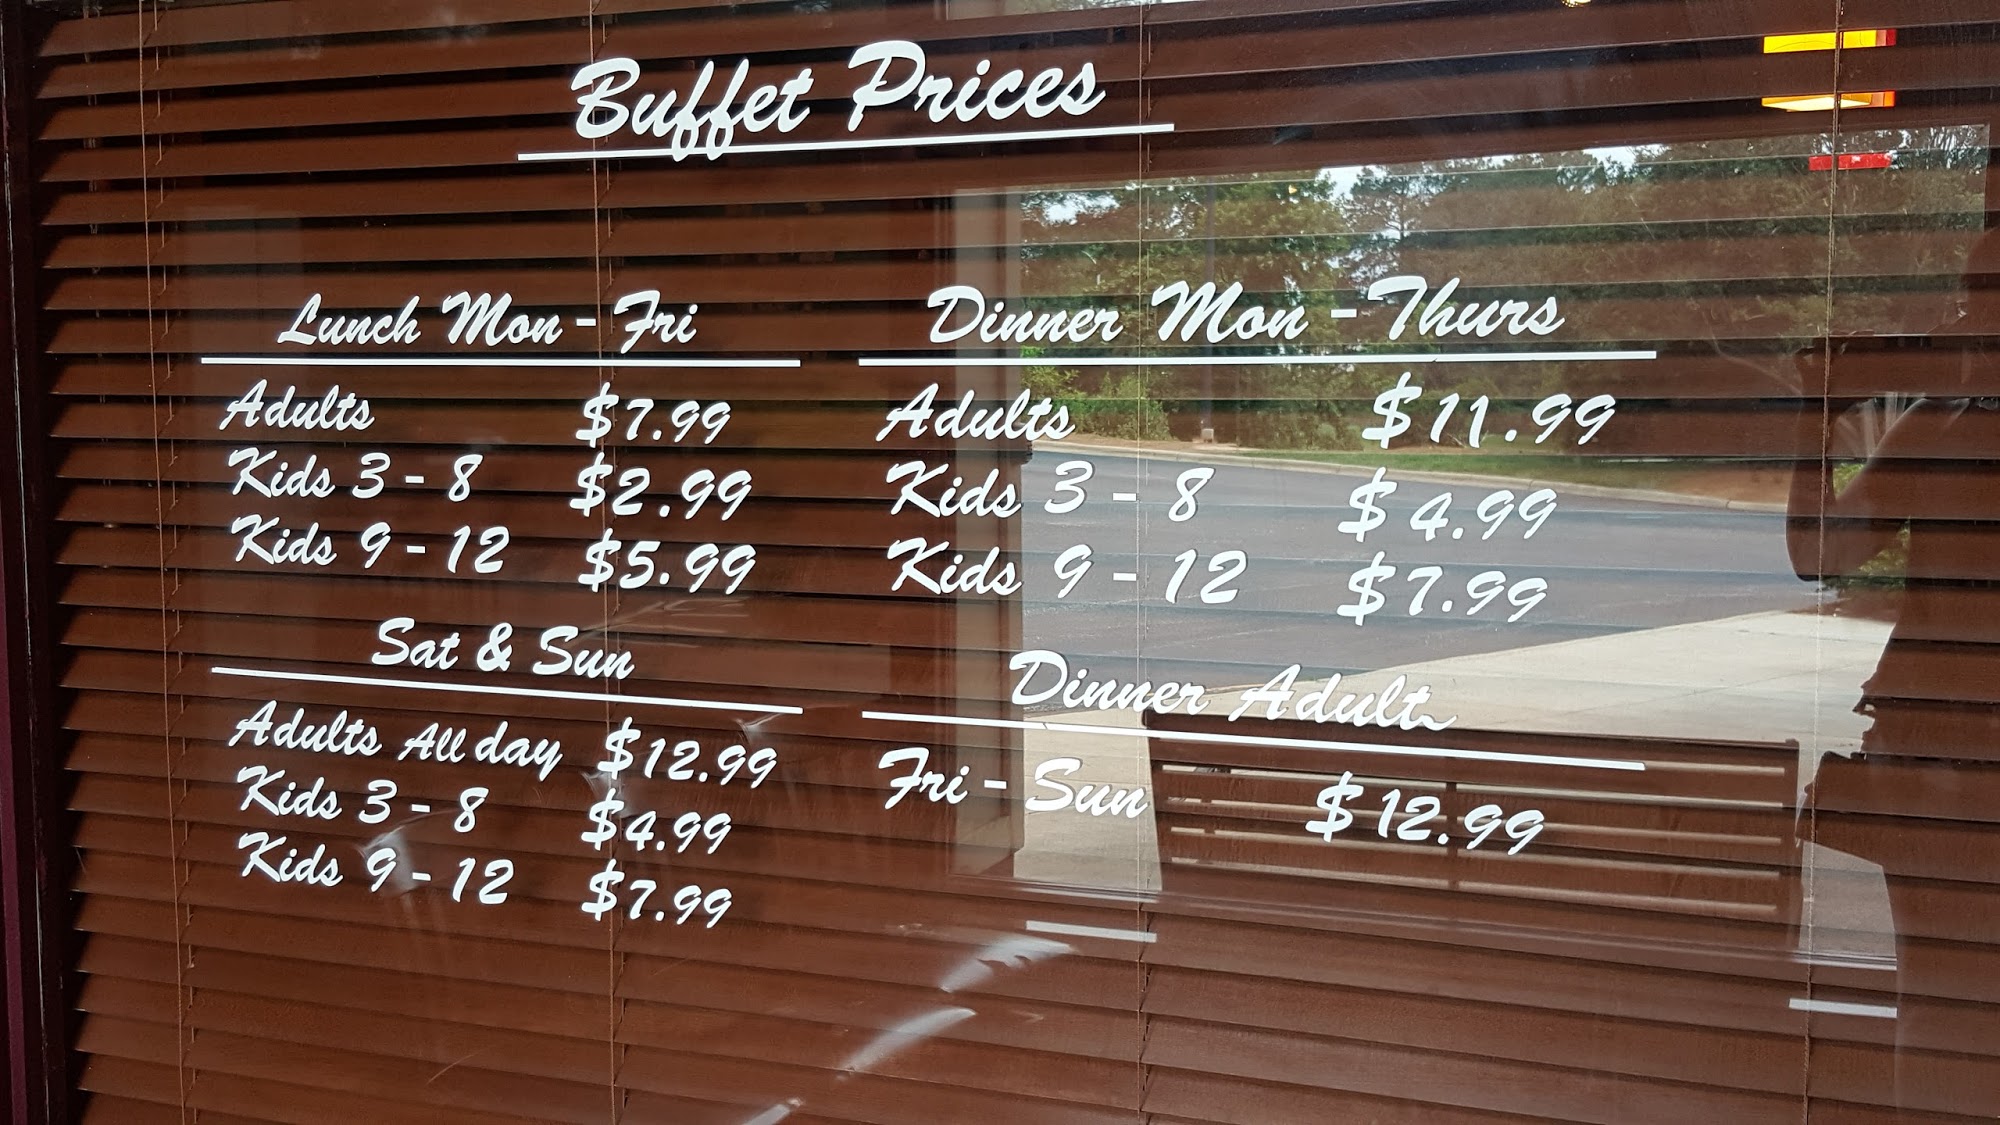 Buffet Prices
Lunch Mon - Fri
Adults $7.99
Kids 3 - 8 $2.99
Kids 9 - 12 $5.99
Sat & Sun
Adults All day $12.99
Kids 3 - 8 $4.99
Kids 9 - 12 $7.99
Dinner Mon - Thurs
Adults $11.99
Kids 3 - 8 $4.99
Kids 9 - 12 $7.99
Dinner Adult
Fri - Sun $12.99